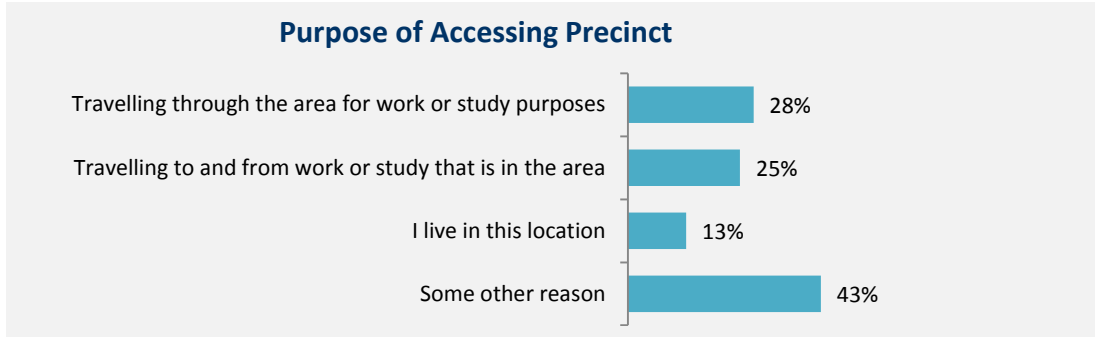 Purpose of Accessing Precinct
Travelling through the area for work or study purposes 28%
Travelling to and from work or study that is in the area 25%
I live in this location 13%
Some other reason 43%